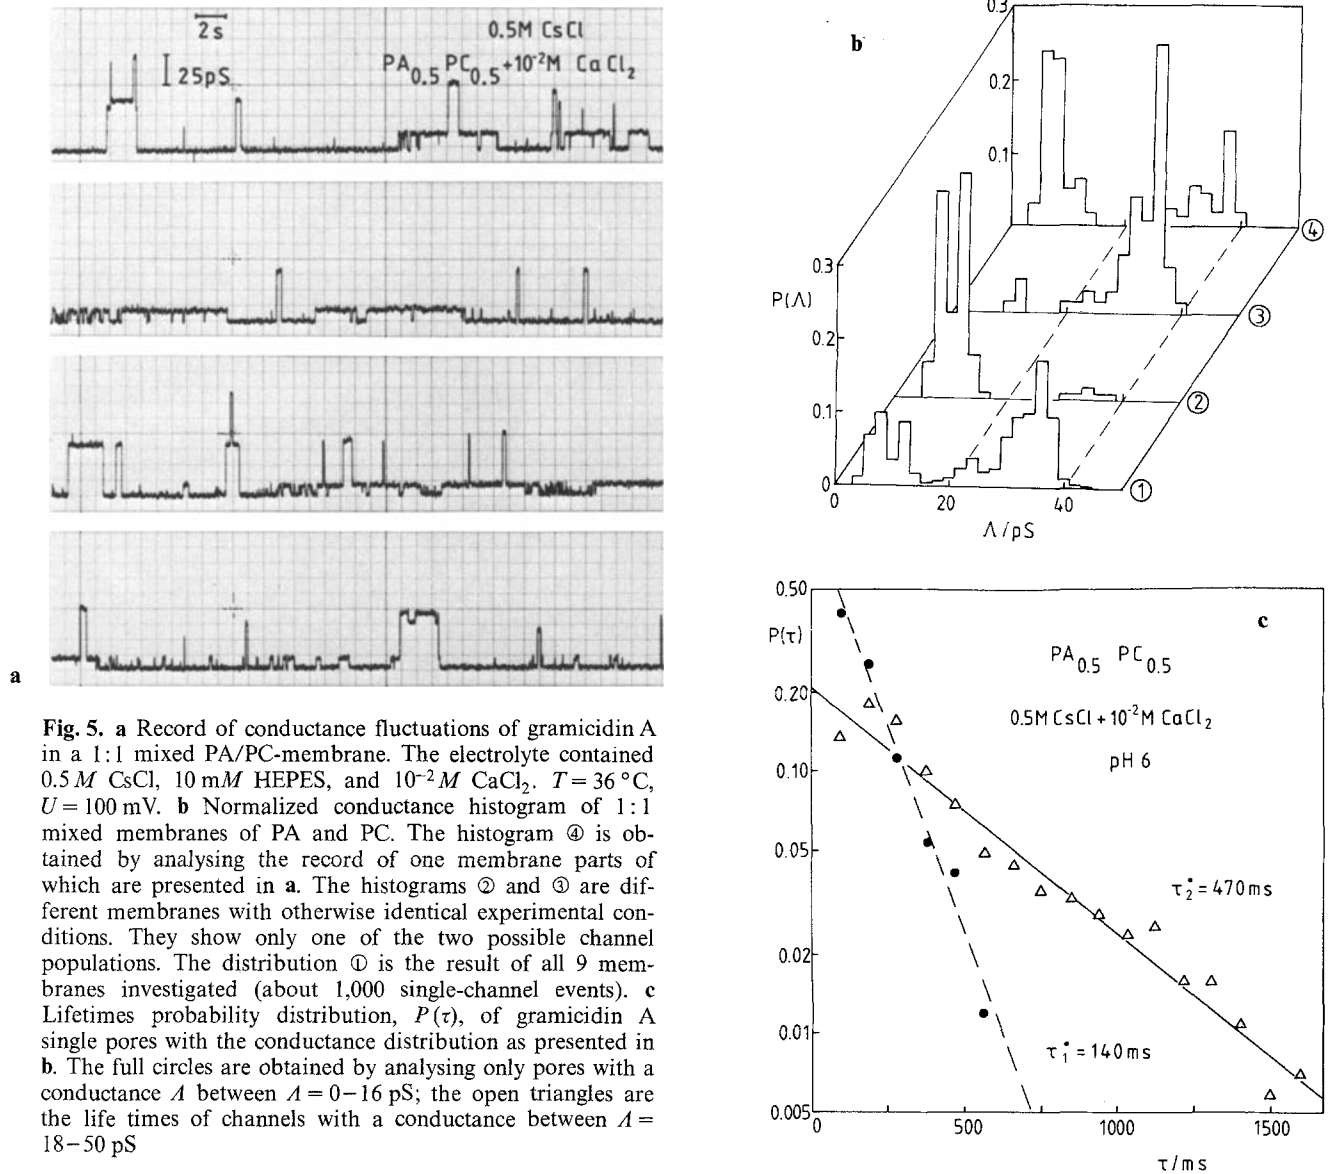 2s
0.5M CsCl
25pS
PA0.5 PC0.5+10-2M CaCl2
a
Fig. 5. a Record of conductance fluctuations of gramicidin A
in a 1:1 mixed PA/PC-membrane. The electrolyte contained
0.5 M CsCl, 10 mM HEPES, and 10−2 M CaCl2. T = 36 °C,
U = 100 mV. b Normalized conductance histogram of 1:1
mixed membranes of PA and PC. The histogram ④ is ob-
tained by analysing the record of one membrane parts of
which are presented in a. The histograms ② and ③ are dif-
ferent membranes with otherwise identical experimental con-
ditions. They show only one of the two possible channel
populations. The distribution ① is the result of all 9 mem-
branes investigated (about 1,000 single-channel events). c
Lifetimes probability distribution, P(τ), of gramicidin A
single pores with the conductance distribution as presented in
b. The full circles are obtained by analysing only pores with a
conductance Λ between Λ = 0−16 pS; the open triangles are
the life times of channels with a conductance between Λ =
18−50 pS
b
0.3
0.2
0.1
④
0.3
P(Λ)
③
0.2
②
0.1
0
①
0
20
40
Λ/pS
0.50
c
P(τ)
PA0.5 PC0.5
0.20
0.5M CsCl + 10-2M CaCl2
pH 6
0.10
0.05
τ2* = 470ms
0.02
0.01
τ1* = 140ms
0.005
0
500
1000
1500
τ/ms